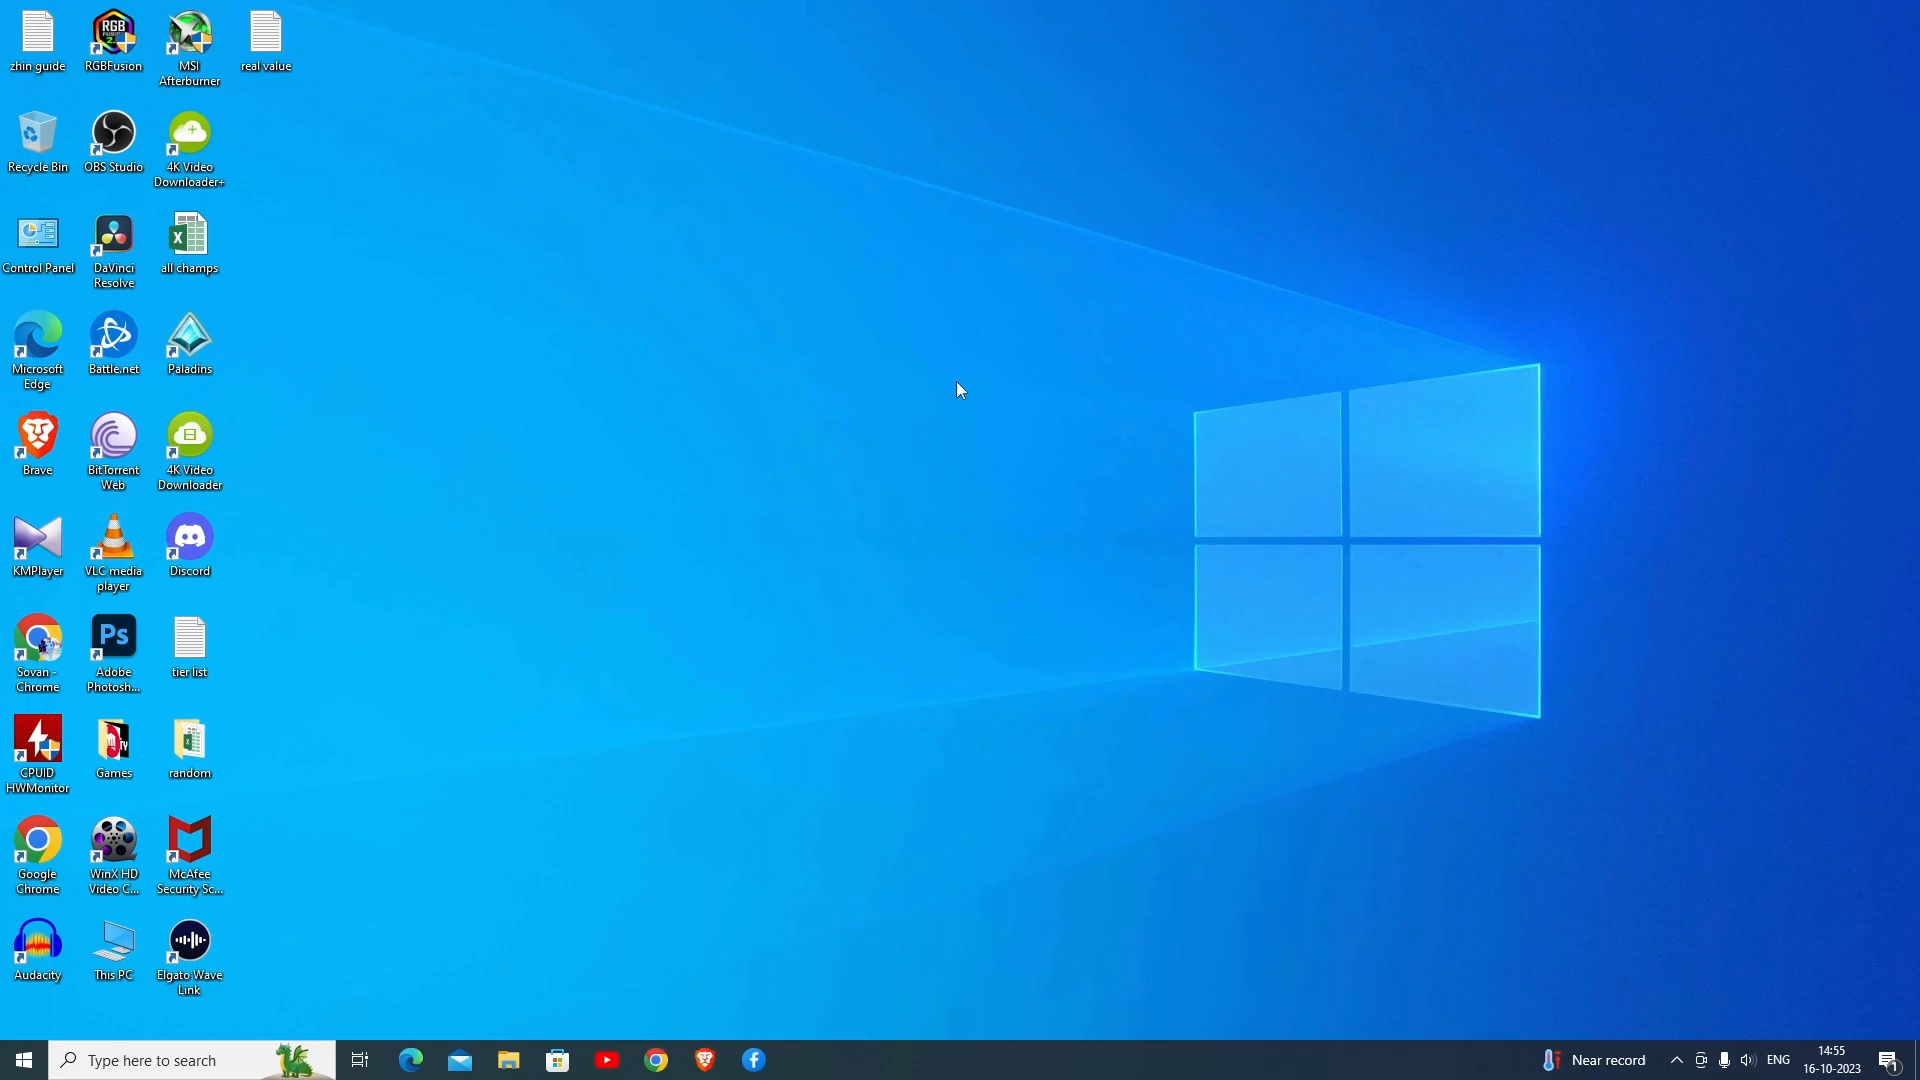 zhin guide
RGBFusion
MSI
Afterburner
real value
Recycle Bin
OBS Studio
4K Video
Downloader+
Control Panel
DaVinci
Resolve
all champs
Microsoft
Edge
Battle.net
Paladins
Brave
BitTorrent
Web
4K Video
Downloader
KMPlayer
VLC media
player
Discord
Sovan -
Chrome
Ps
Adobe
Photosh...
tier list
CPUID
HWMonitor
Games
random
Google
Chrome
WinX HD
Video C...
McAfee
Security Sc...
Audacity
This PC
Elgato Wave
Link
Type here to search
Near record
ENG
14:55
16-10-2023
1